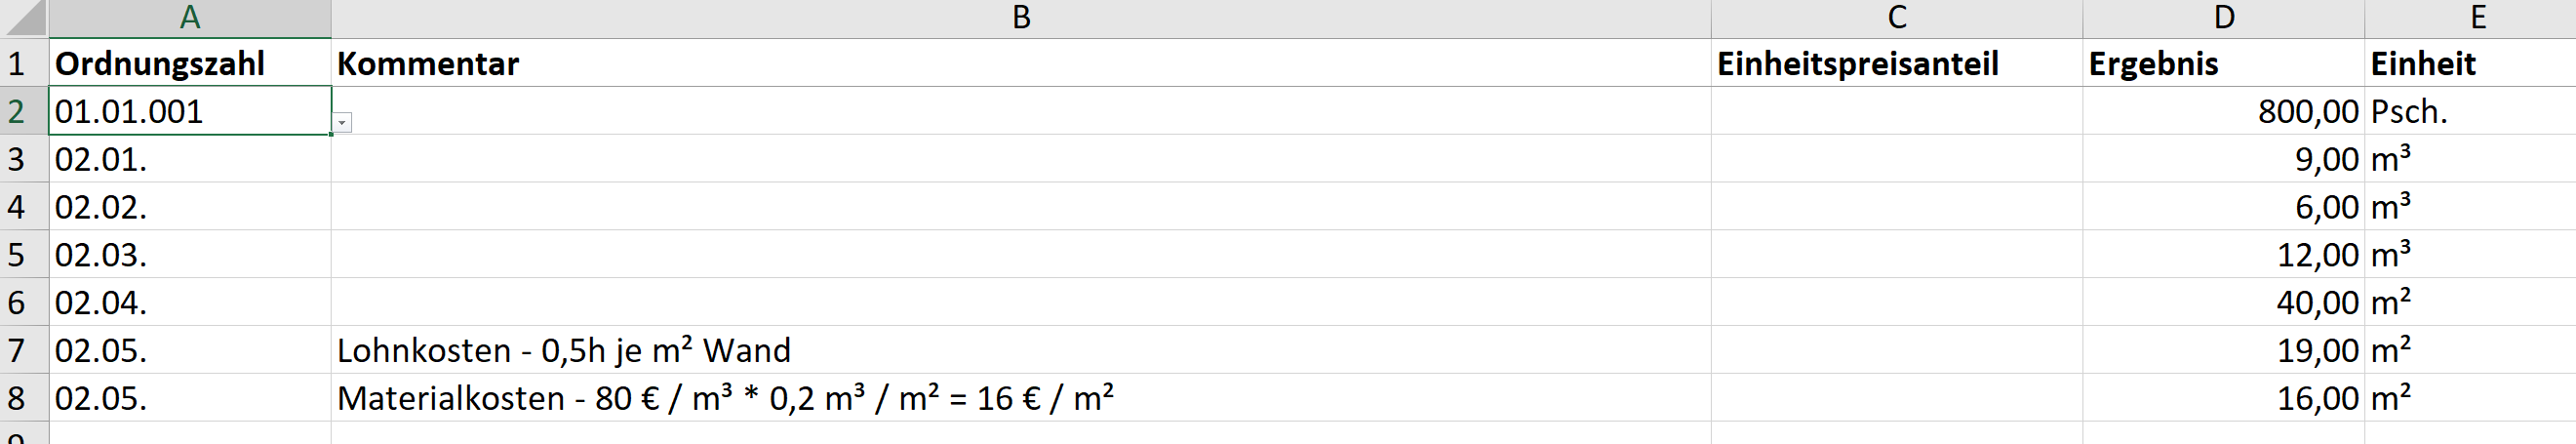 A B C D E
1 Ordnungszahl Kommentar Einheitspreisanteil Ergebnis Einheit
2 01.01.001 800,00 Psch.
3 02.01. 9,00 m³
4 02.02. 6,00 m³
5 02.03. 12,00 m³
6 02.04. 40,00 m²
7 02.05. Lohnkosten - 0,5h je m² Wand 19,00 m²
8 02.05. Materialkosten - 80 € / m³ * 0,2 m³ / m² = 16 € / m² 16,00 m²
9